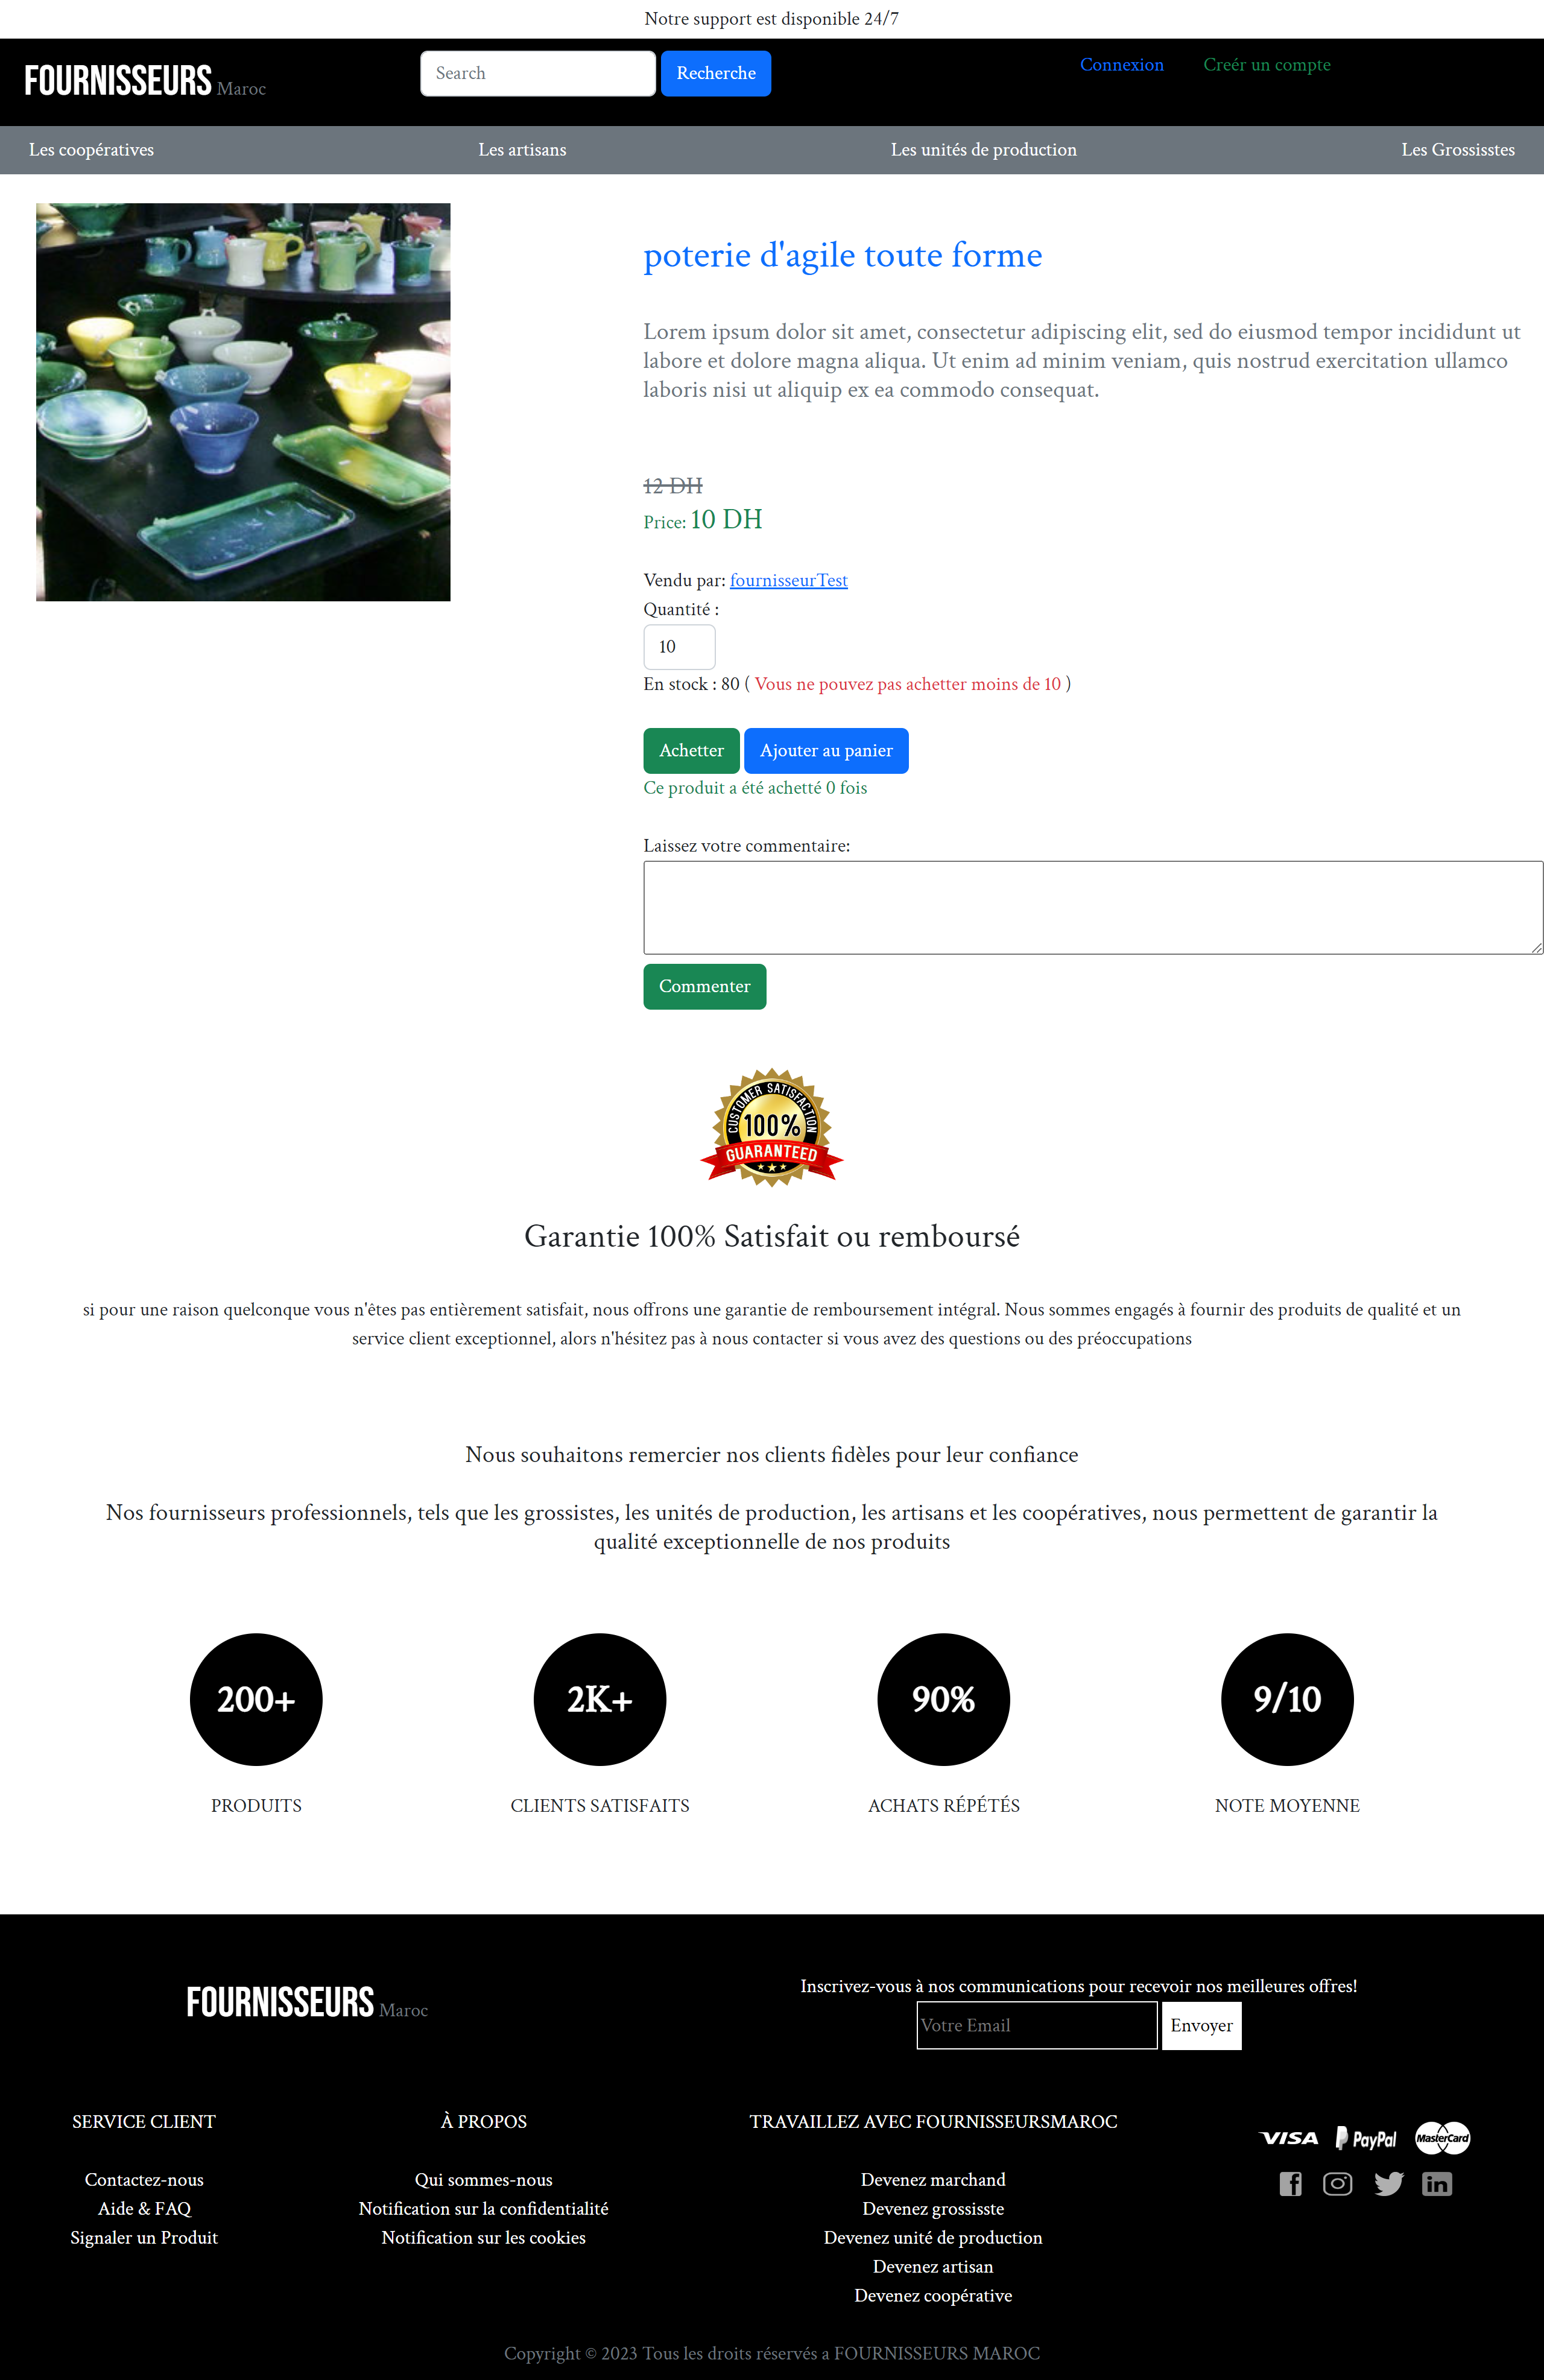 Notre support est disponible 24/7
FOURNISSEURS Maroc
Search
Recherche
Connexion
Creér un compte
Les coopératives
Les artisans
Les unités de production
Les Grossisstes
poterie d'agile toute forme
Lorem ipsum dolor sit amet, consectetur adipiscing elit, sed do eiusmod tempor incididunt ut
labore et dolore magna aliqua. Ut enim ad minim veniam, quis nostrud exercitation ullamco
laboris nisi ut aliquip ex ea commodo consequat.
12 DH
Price: 10 DH
Vendu par: fournisseurTest
Quantité :
10
En stock : 80 ( Vous ne pouvez pas achetter moins de 10 )
Achetter
Ajouter au panier
Ce produit a été achetté 0 fois
Laissez votre commentaire:
Commenter
CUSTOMER SATISFACTION
100%
GUARANTEED
Garantie 100% Satisfait ou remboursé
si pour une raison quelconque vous n'êtes pas entièrement satisfait, nous offrons une garantie de remboursement intégral. Nous sommes engagés à fournir des produits de qualité et un
service client exceptionnel, alors n'hésitez pas à nous contacter si vous avez des questions ou des préoccupations
Nous souhaitons remercier nos clients fidèles pour leur confiance
Nos fournisseurs professionnels, tels que les grossistes, les unités de production, les artisans et les coopératives, nous permettent de garantir la
qualité exceptionnelle de nos produits
200+
2K+
90%
9/10
PRODUITS
CLIENTS SATISFAITS
ACHATS RÉPÉTÉS
NOTE MOYENNE
FOURNISSEURS Maroc
Inscrivez-vous à nos communications pour recevoir nos meilleures offres!
Votre Email
Envoyer
SERVICE CLIENT
Contactez-nous
Aide & FAQ
Signaler un Produit
À PROPOS
Qui sommes-nous
Notification sur la confidentialité
Notification sur les cookies
TRAVAILLEZ AVEC FOURNISSEURSMAROC
Devenez marchand
Devenez grossisste
Devenez unité de production
Devenez artisan
Devenez coopérative
VISA
PayPal
MasterCard
Copyright © 2023 Tous les droits réservés a FOURNISSEURS MAROC